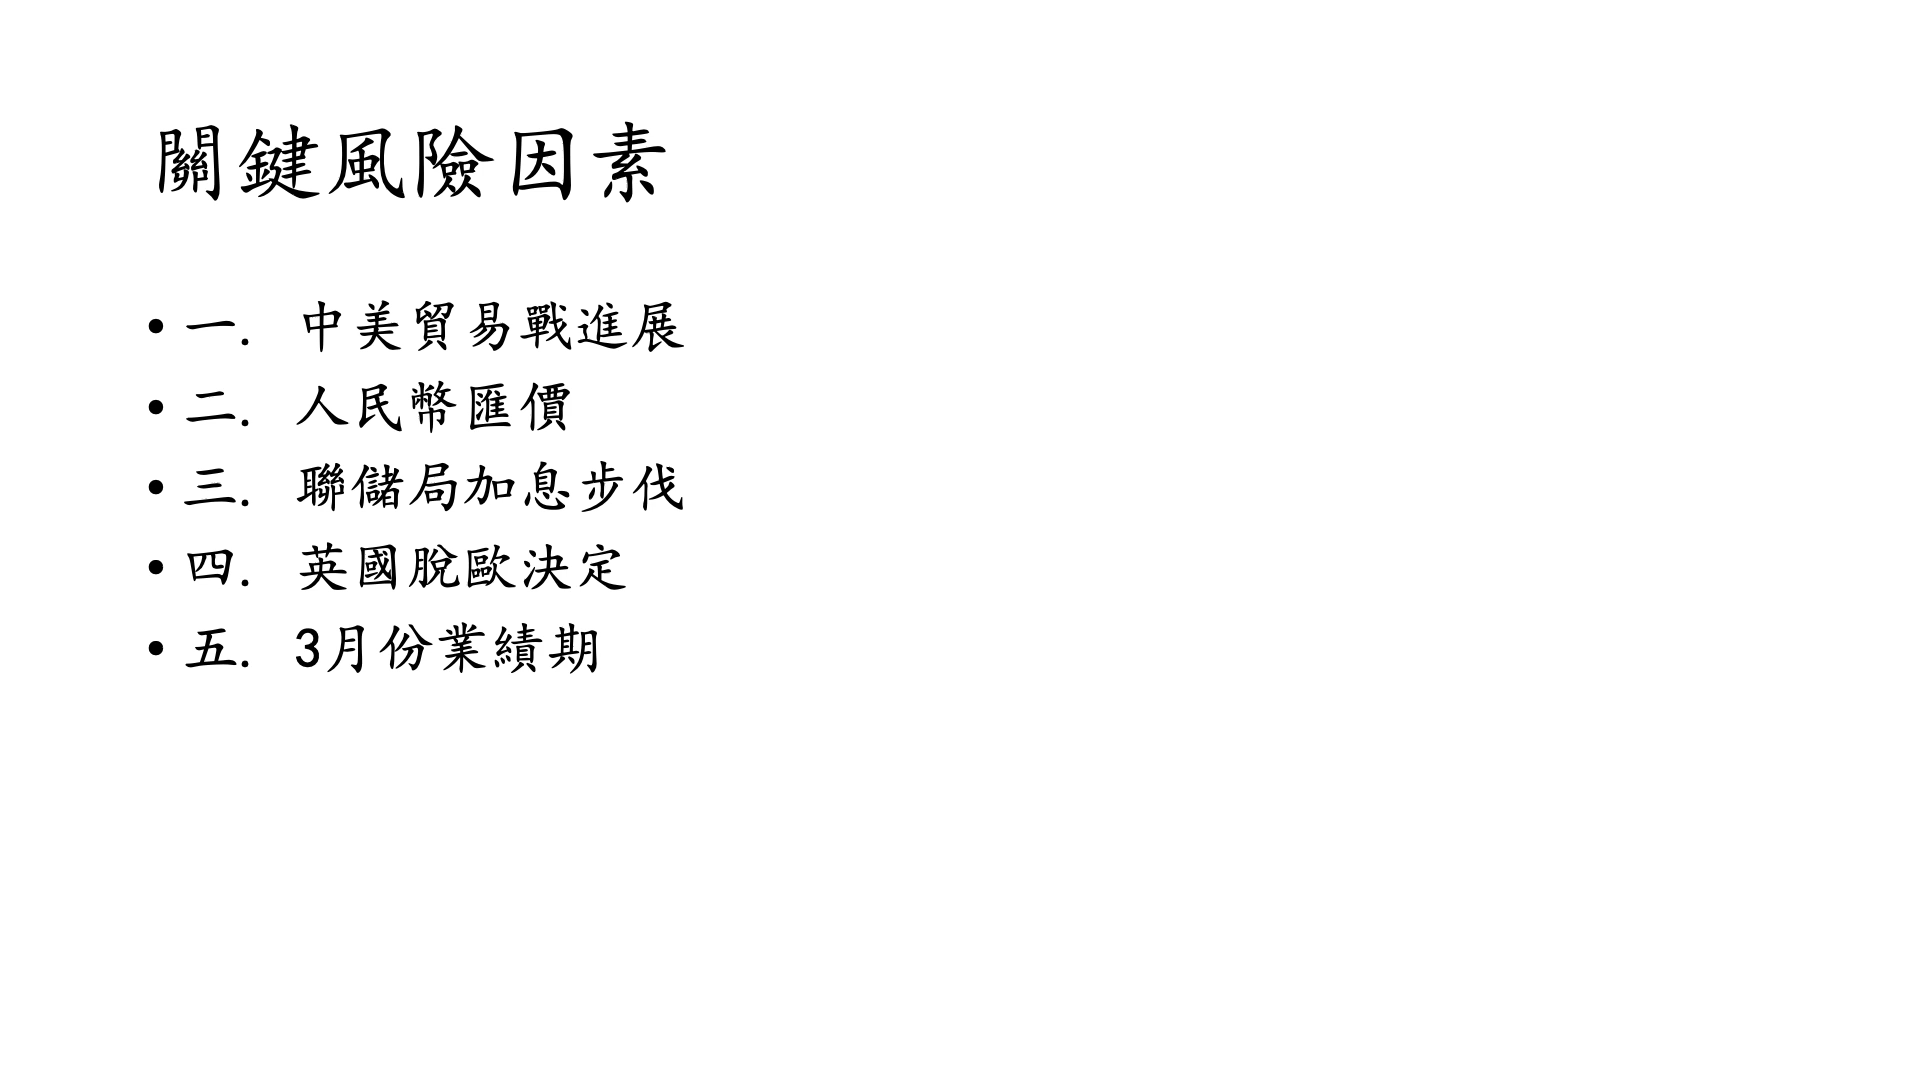 關鍵風險因素
• 一. 中美貿易戰進展
• 二. 人民幣匯價
• 三. 聯儲局加息步伐
• 四. 英國脫歐決定
• 五. 3月份業績期